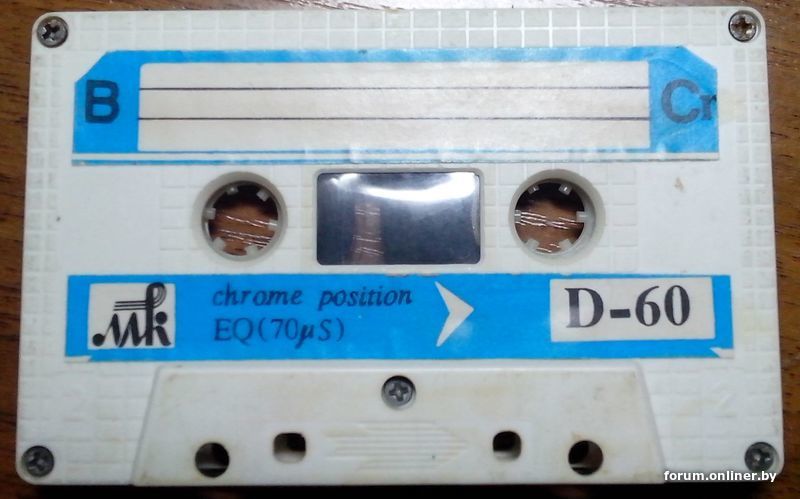 B Cr
МК
chrome position
EQ(70μS)
D-60
forum.onliner.by